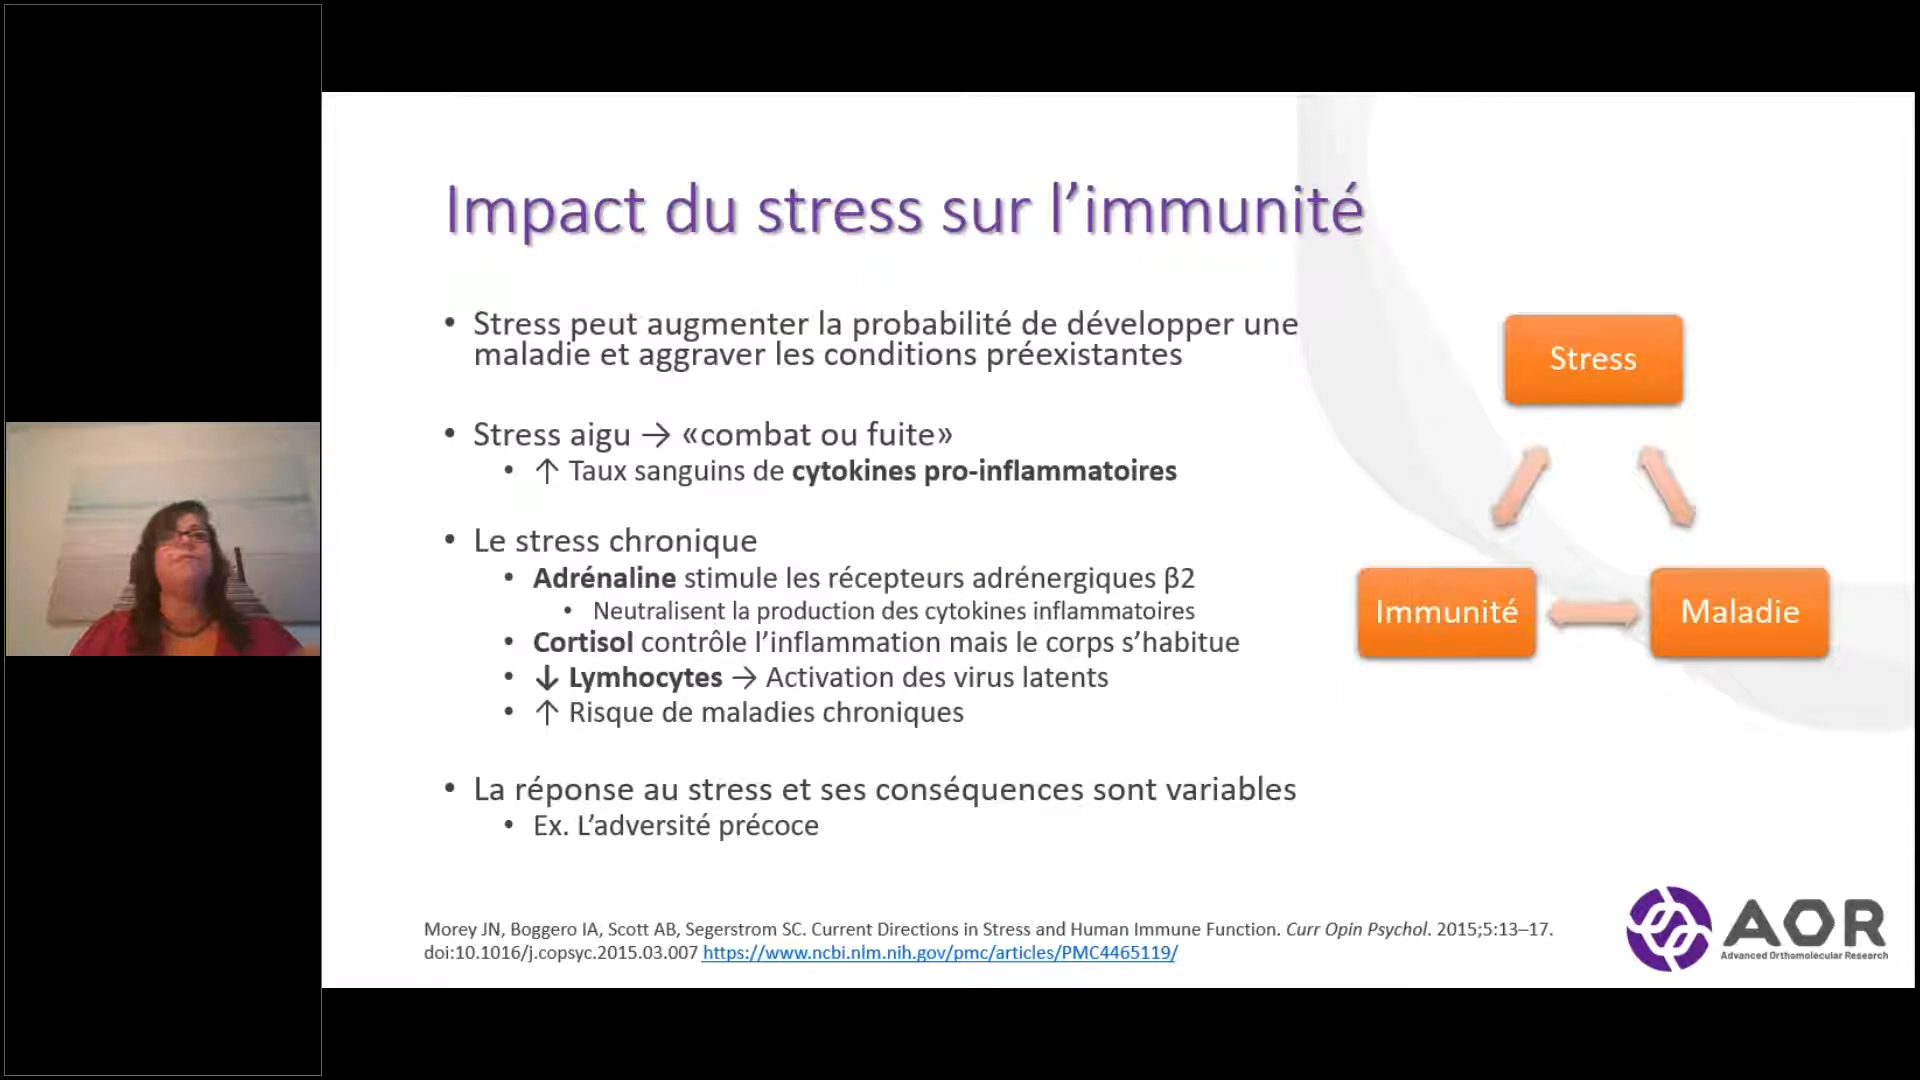 Impact du stress sur l’immunité
• Stress peut augmenter la probabilité de développer une
maladie et aggraver les conditions préexistantes
• Stress aigu → «combat ou fuite»
• ↑ Taux sanguins de cytokines pro-inflammatoires
• Le stress chronique
• Adrénaline stimule les récepteurs adrénergiques β2
• Neutralisent la production des cytokines inflammatoires
• Cortisol contrôle l’inflammation mais le corps s’habitue
• ↓ Lymhocytes → Activation des virus latents
• ↑ Risque de maladies chroniques
• La réponse au stress et ses conséquences sont variables
• Ex. L’adversité précoce
Stress
Immunité
Maladie
Morey JN, Boggero IA, Scott AB, Segerstrom SC. Current Directions in Stress and Human Immune Function. Curr Opin Psychol. 2015;5:13–17.
doi:10.1016/j.copsyc.2015.03.007 https://www.ncbi.nlm.nih.gov/pmc/articles/PMC4465119/
AOR
Advanced Orthomolecular Research